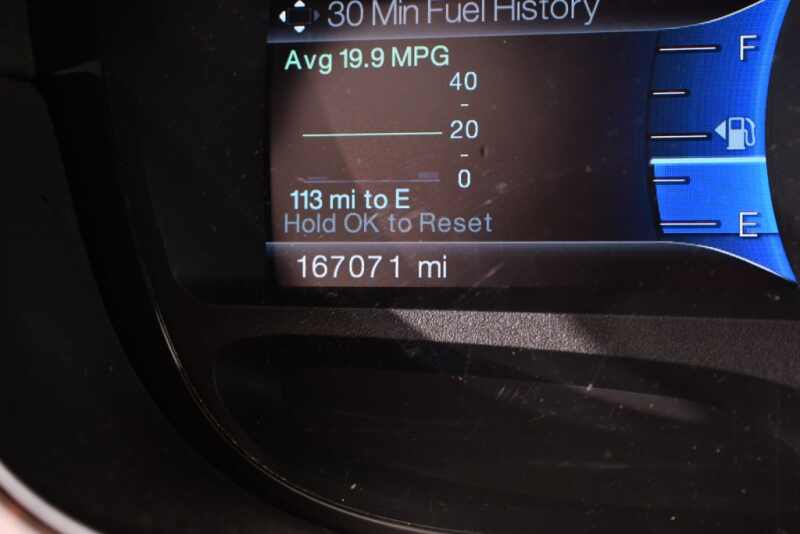 30 Min Fuel History
Avg 19.9 MPG
40
20
0
113 mi to E
Hold OK to Reset
167071 mi
F
E